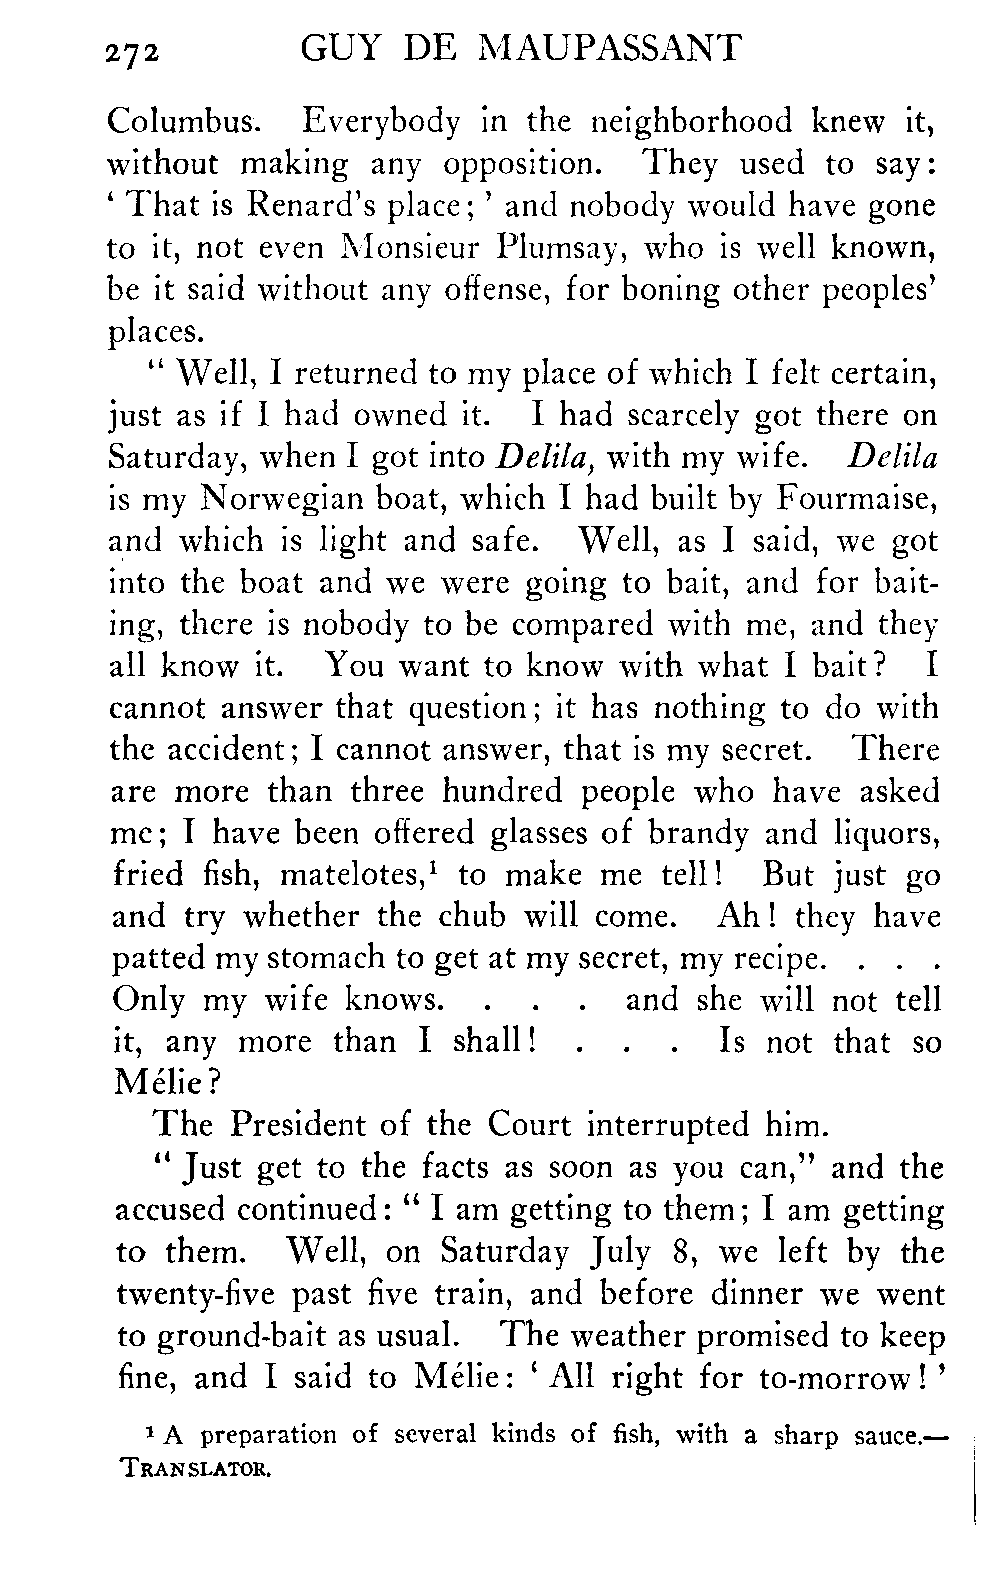 272 GUY DE MAUPASSANT
Columbus. Everybody in the neighborhood knew it,
without making any opposition. They used to say:
‘ That is Renard’s place; ’ and nobody would have gone
to it, not even Monsieur Plumsay, who is well known,
be it said without any offense, for boning other peoples’
places.
“ Well, I returned to my place of which I felt certain,
just as if I had owned it. I had scarcely got there on
Saturday, when I got into Delila, with my wife. Delila
is my Norwegian boat, which I had built by Fourmaise,
and which is light and safe. Well, as I said, we got
into the boat and we were going to bait, and for bait-
ing, there is nobody to be compared with me, and they
all know it. You want to know with what I bait? I
cannot answer that question; it has nothing to do with
the accident; I cannot answer, that is my secret. There
are more than three hundred people who have asked
me; I have been offered glasses of brandy and liquors,
fried fish, matelotes,¹ to make me tell! But just go
and try whether the chub will come. Ah! they have
patted my stomach to get at my secret, my recipe. . . .
Only my wife knows. . . . and she will not tell
it, any more than I shall! . . . Is not that so
Mélie?
The President of the Court interrupted him.
“ Just get to the facts as soon as you can,” and the
accused continued: “ I am getting to them; I am getting
to them. Well, on Saturday July 8, we left by the
twenty-five past five train, and before dinner we went
to ground-bait as usual. The weather promised to keep
fine, and I said to Mélie: ‘ All right for to-morrow! ’
¹ A preparation of several kinds of fish, with a sharp sauce.—
TRANSLATOR.